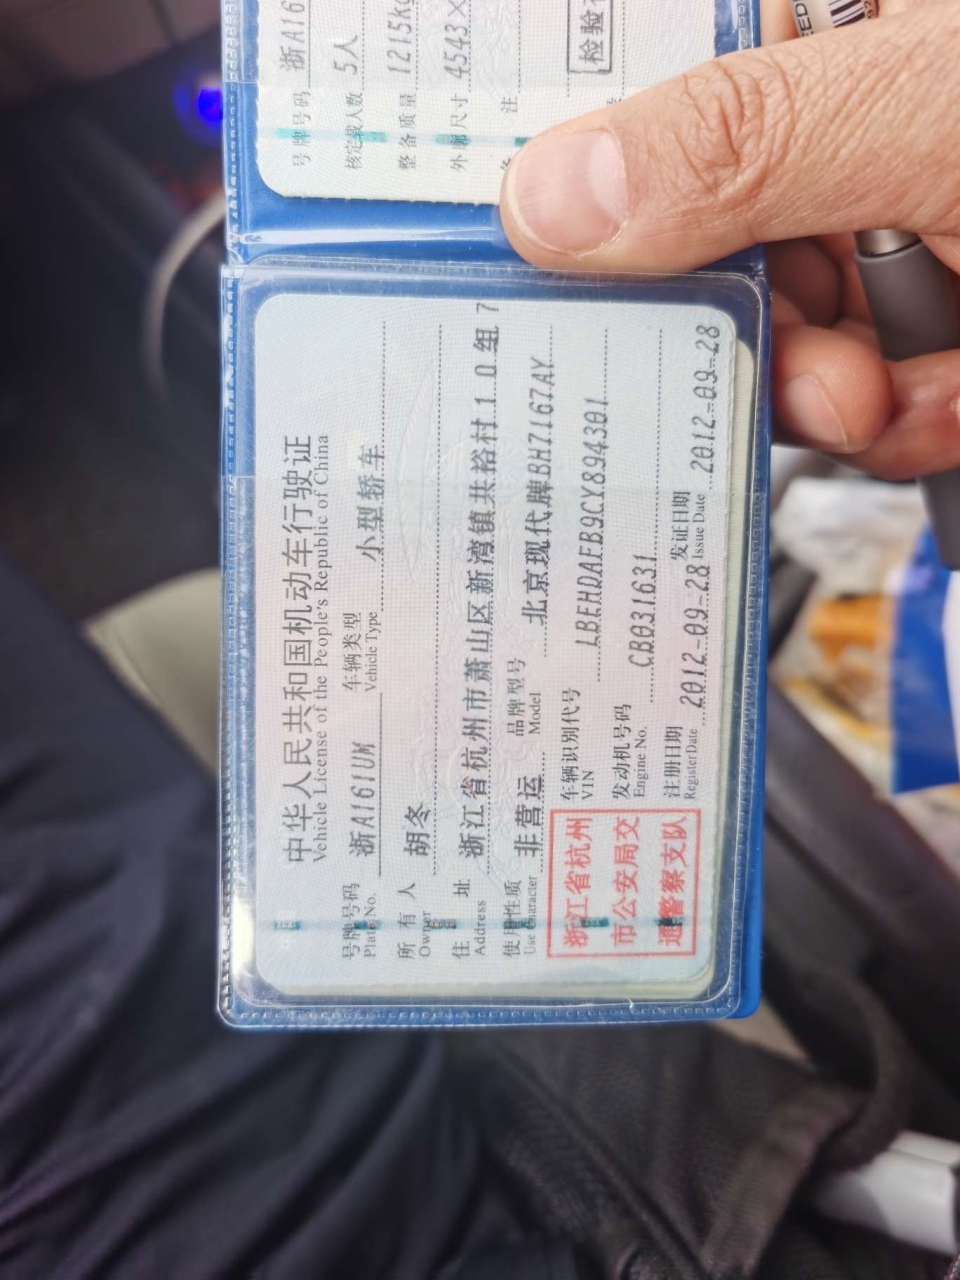 中华人民共和国机动车行驶证
Vehicle License of the People's Republic of China
号牌号码 浙A161UM 车辆类型 小型轿车
Plate No. Vehicle Type
所有人 胡冬
Owner
住址 浙江省杭州市萧山区新湾镇共裕村10组7
Address
使用性质 非营运 品牌型号 北京现代牌BH7167AY
Use Character Model
浙江省杭州
市公安局交
通警察支队
车辆识别代号 LBEHDAEB9CY894301
VIN
发动机号码 CB031631
Engine No.
注册日期 2012-09-28 发证日期 2012-09-28
Register Date Issue Date
号牌号码 浙A16
核定载人数 5人
整备质量 1215kg
外廓尺寸 4543×
注
检验